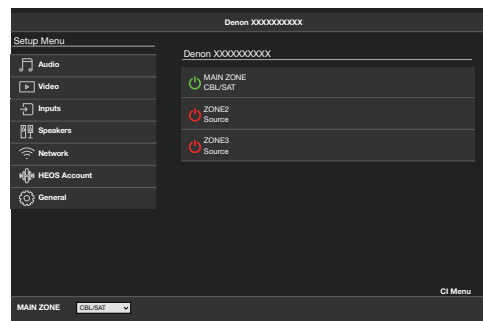 Denon XXXXXXXXXX
Setup Menu
Audio
Video
Inputs
Speakers
Network
HEOS Account
General
Denon XXXXXXXXXX
MAIN ZONE
CBL/SAT
ZONE2
Source
ZONE3
Source
CI Menu
MAIN ZONE CBL/SAT